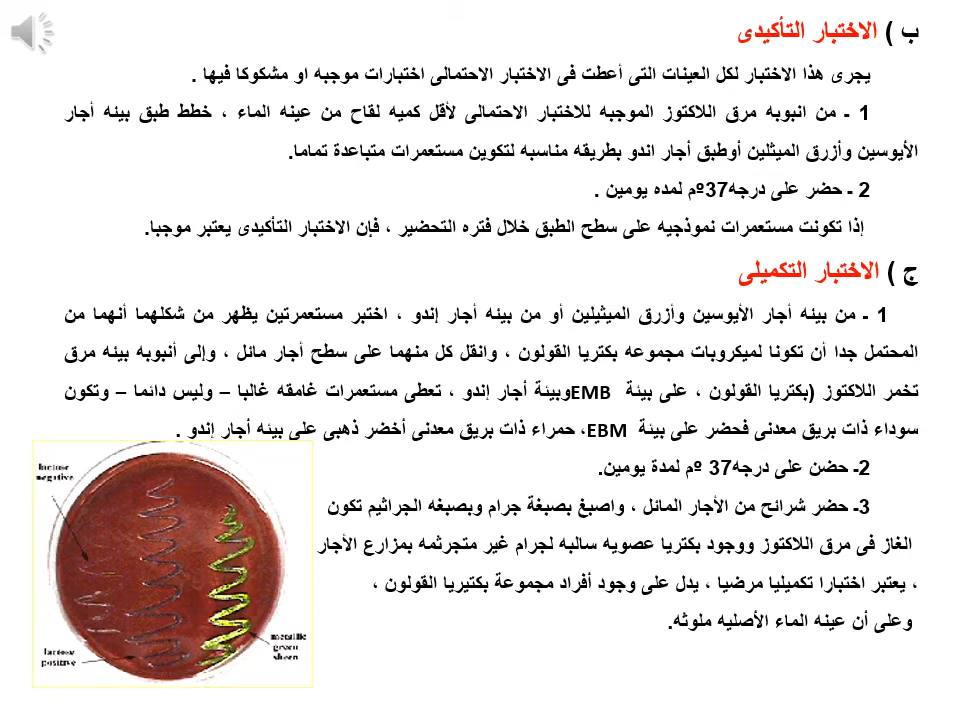 ب ) الاختبار التأكيدى
يجرى هذا الاختبار لكل العينات التى أعطت فى الاختبار الاحتمالى اختبارات موجبه او مشكوكا فيها .
1 ـ من انبوبه مرق اللاكتوز الموجبه للاختبار الاحتمالى لأقل كميه لقاح من عينه الماء ، خطط طبق بيئه أجار
الأيوسين وأزرق الميثلين أوطبق أجار اندو بطريقه مناسبه لتكوين مستعمرات متباعدة تماما.
2 ـ حضر على درجه37ºم لمده يومين .
إذا تكونت مستعمرات نموذجيه على سطح الطبق خلال فتره التحضير ، فإن الاختبار التأكيدى يعتبر موجبا.
ج ) الاختبار التكميلى
1 ـ من بيئه أجار الأيوسين وأزرق الميثيلين أو من بيئه أجار إندو ، اختبر مستعمرتين يظهر من شكلهما أنهما من
المحتمل جدا أن تكونا لميكروبات مجموعه بكتريا القولون ، وانقل كل منهما على سطح أجار مائل ، وإلى أنبوبه بيئه مرق
تخمر اللاكتوز (بكتريا القولون ، على بيئة EMB وبيئة أجار إندو ، تعطى مستعمرات غامقه غالبا – وليس دائما – وتكون
سوداء ذات بريق معدنى فحضر على بيئة EBM، حمراء ذات بريق معدنى أخضر ذهبى على بيئه أجار إندو .
2ـ حضن على درجه37 ºم لمدة يومين.
3ـ حضر شرائح من الأجار المائل ، واصبغ بصبغة جرام وبصبغه الجراثيم تكون
الغاز فى مرق اللاكتوز ووجود بكتريا عصويه سالبه لجرام غير متجرثمه بمزارع الأجار
، يعتبر اختبارا تكميليا مرضيا ، يدل على وجود أفراد مجموعة بكتيريا القولون ،
وعلى أن عينه الماء الأصليه ملوثه.
lactose
negative
lactose
positive
metallic
green
sheen